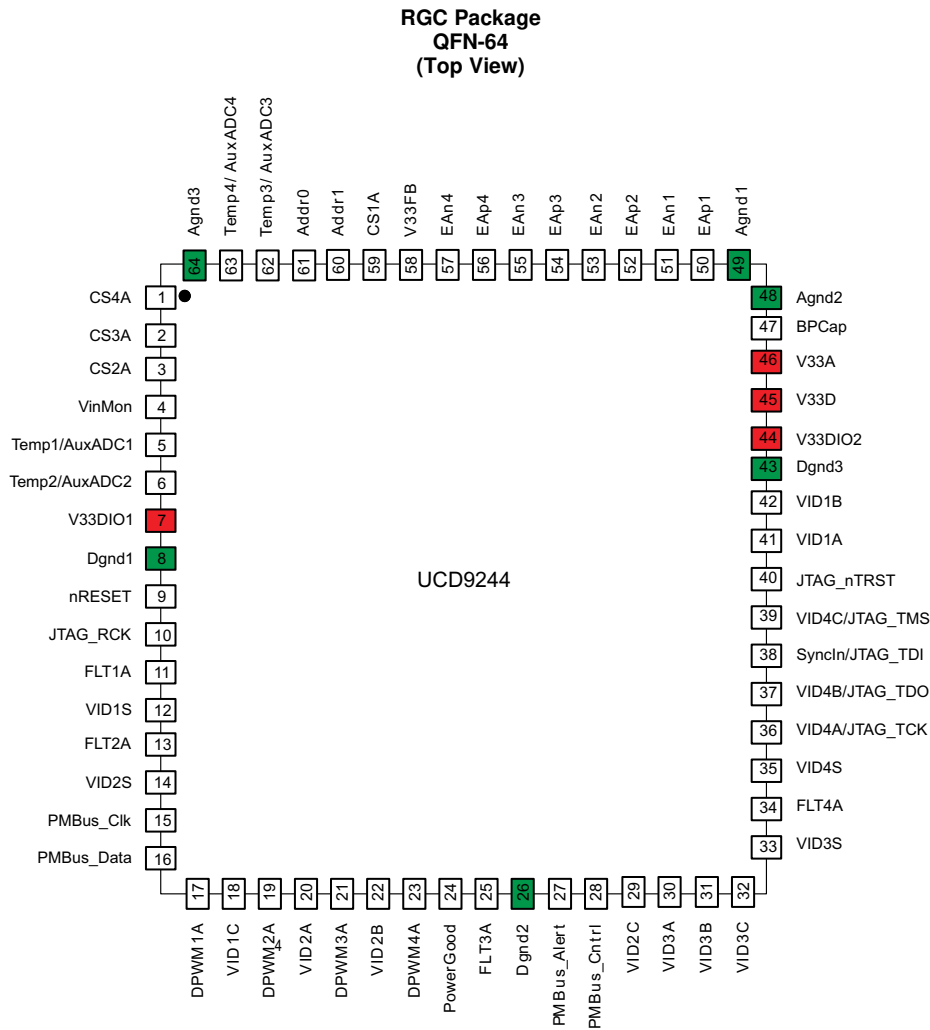 RGC Package
QFN-64
(Top View)
Agnd3
Temp4/ AuxADC4
Temp3/ AuxADC3
Addr0
Addr1
CS1A
V33FB
EAn4
EAp4
EAn3
EAp3
EAn2
EAp2
EAn1
EAp1
Agnd1
64
63
62
61
60
59
58
57
56
55
54
53
52
51
50
49
CS4A 1
CS3A 2
CS2A 3
VinMon 4
Temp1/AuxADC1 5
Temp2/AuxADC2 6
V33DIO1 7
Dgnd1 8
nRESET 9
JTAG_RCK 10
FLT1A 11
VID1S 12
FLT2A 13
VID2S 14
PMBus_Clk 15
PMBus_Data 16
UCD9244
48 Agnd2
47 BPCap
46 V33A
45 V33D
44 V33DIO2
43 Dgnd3
42 VID1B
41 VID1A
40 JTAG_nTRST
39 VID4C/JTAG_TMS
38 SyncIn/JTAG_TDI
37 VID4B/JTAG_TDO
36 VID4A/JTAG_TCK
35 VID4S
34 FLT4A
33 VID3S
17
18
19
20
21
22
23
24
25
26
27
28
29
30
31
32
DPWM1A
VID1C
DPWM_2A
4
VID2A
DPWM3A
VID2B
DPWM4A
PowerGood
FLT3A
Dgnd2
PMBus_Alert
PMBus_Cntrl
VID2C
VID3A
VID3B
VID3C